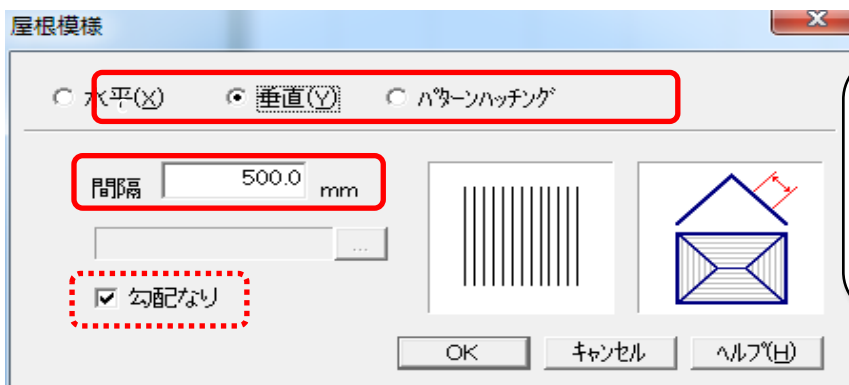 屋根模様
水平(X) 垂直(Y) パターンハッチング
間隔 500.0 mm
...
勾配なり
OK キャンセル ヘルプ(H)